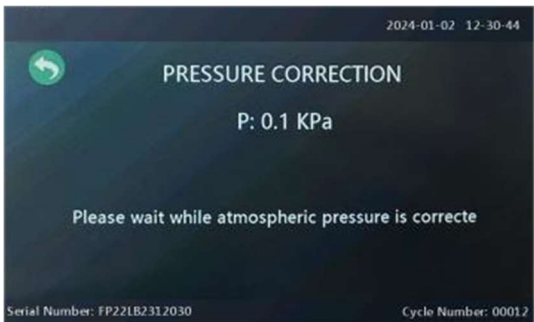 2024-01-02 12-30-44
PRESSURE CORRECTION
P: 0.1 KPa
Please wait while atmospheric pressure is correcte
Serial Number: FP22LB2312030
Cycle Number: 00012